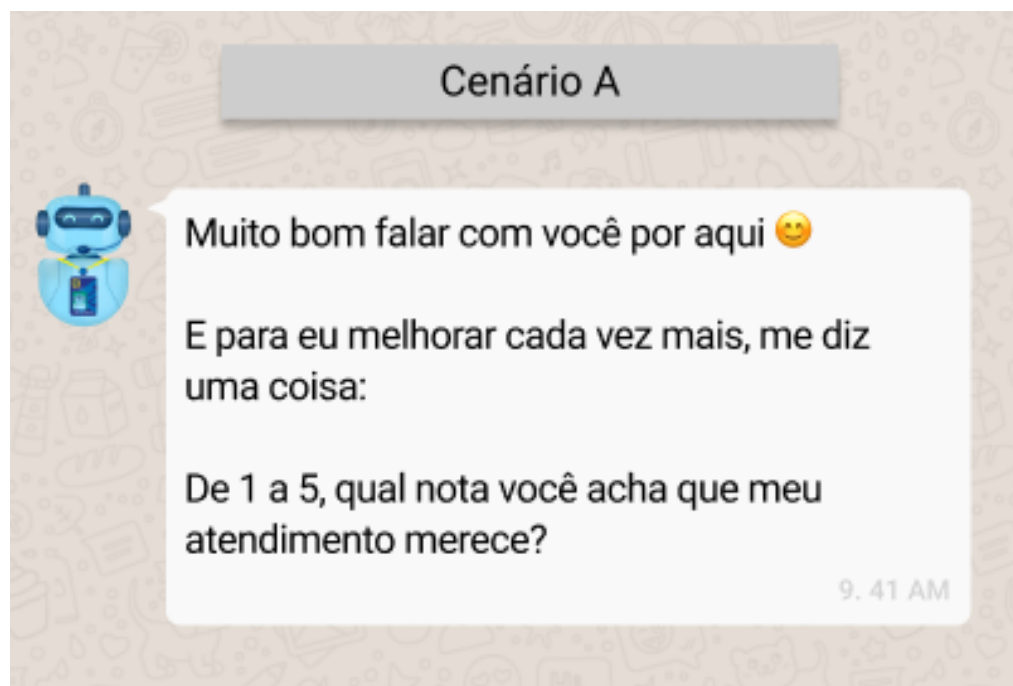 Cenário A
Muito bom falar com você por aqui 😊
E para eu melhorar cada vez mais, me diz
uma coisa:
De 1 a 5, qual nota você acha que meu
atendimento merece?
9. 41 AM